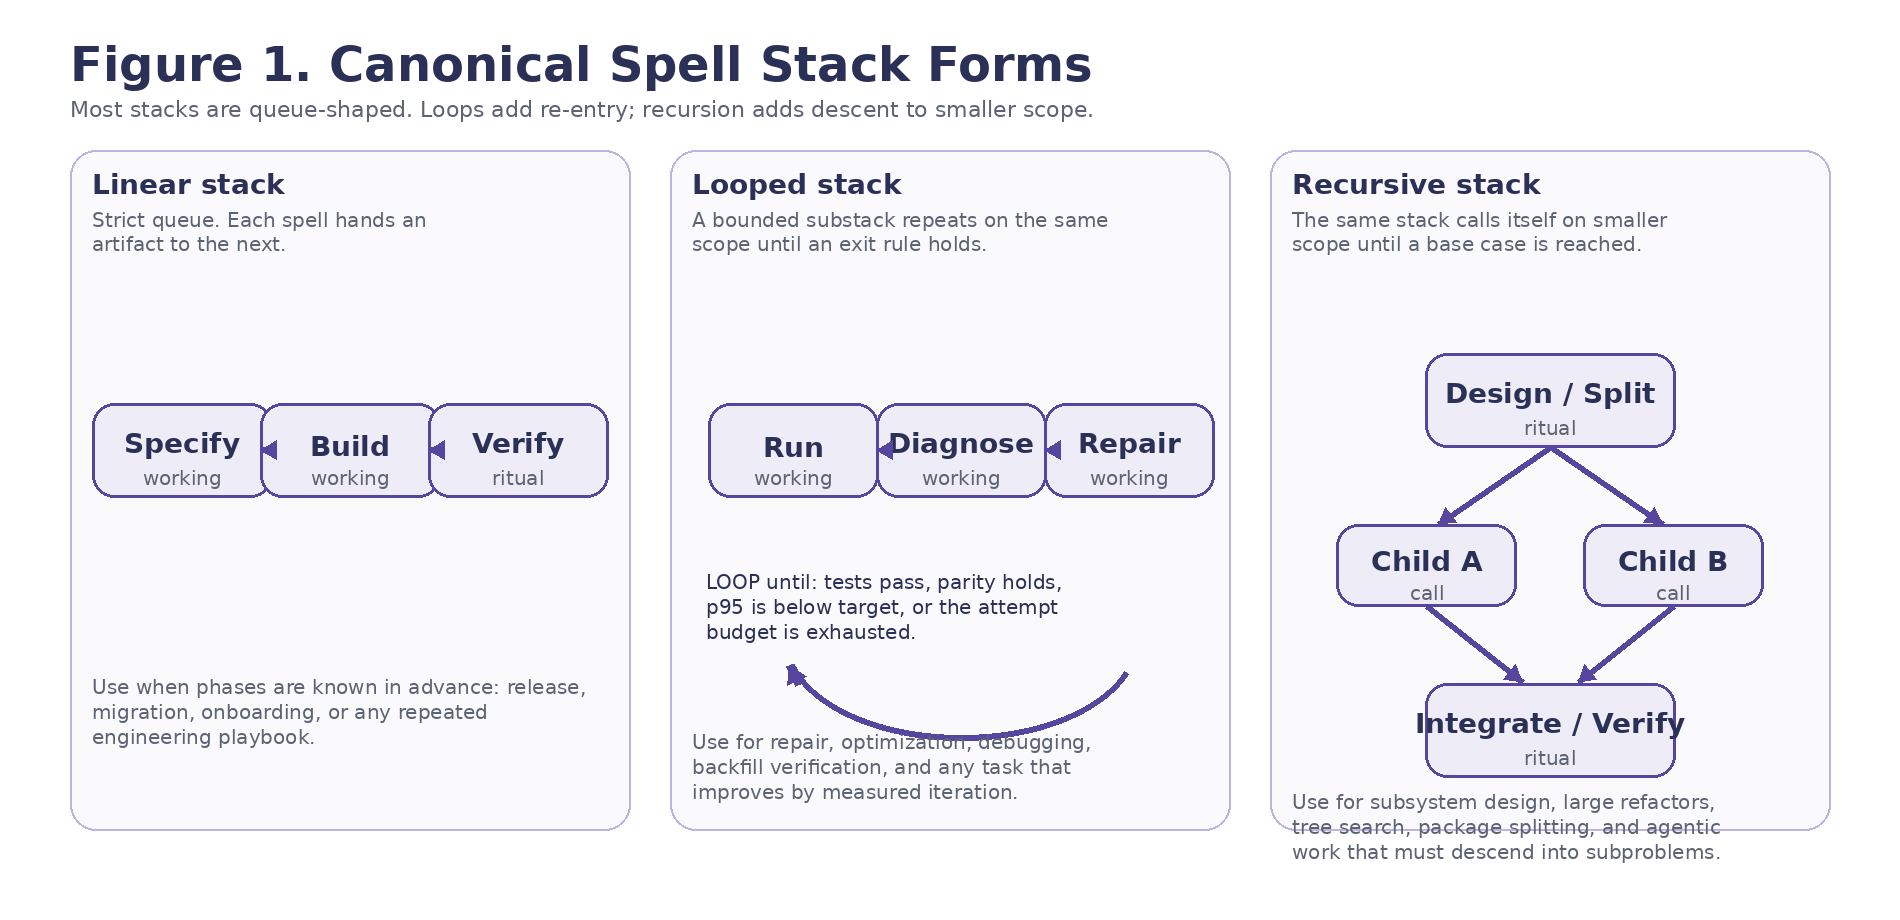 Figure 1. Canonical Spell Stack Forms
Most stacks are queue-shaped. Loops add re-entry; recursion adds descent to smaller scope.
Linear stack
Strict queue. Each spell hands an
artifact to the next.
Specify
working
Build
working
Verify
ritual
Use when phases are known in advance: release,
migration, onboarding, or any repeated
engineering playbook.
Looped stack
A bounded substack repeats on the same
scope until an exit rule holds.
Run
working
Diagnose
working
Repair
working
LOOP until: tests pass, parity holds,
p95 is below target, or the attempt
budget is exhausted.
Use for repair, optimization, debugging,
backfill verification, and any task that
improves by measured iteration.
Recursive stack
The same stack calls itself on smaller
scope until a base case is reached.
Design / Split
ritual
Child A
call
Child B
call
Integrate / Verify
ritual
Use for subsystem design, large refactors,
tree search, package splitting, and agentic
work that must descend into subproblems.